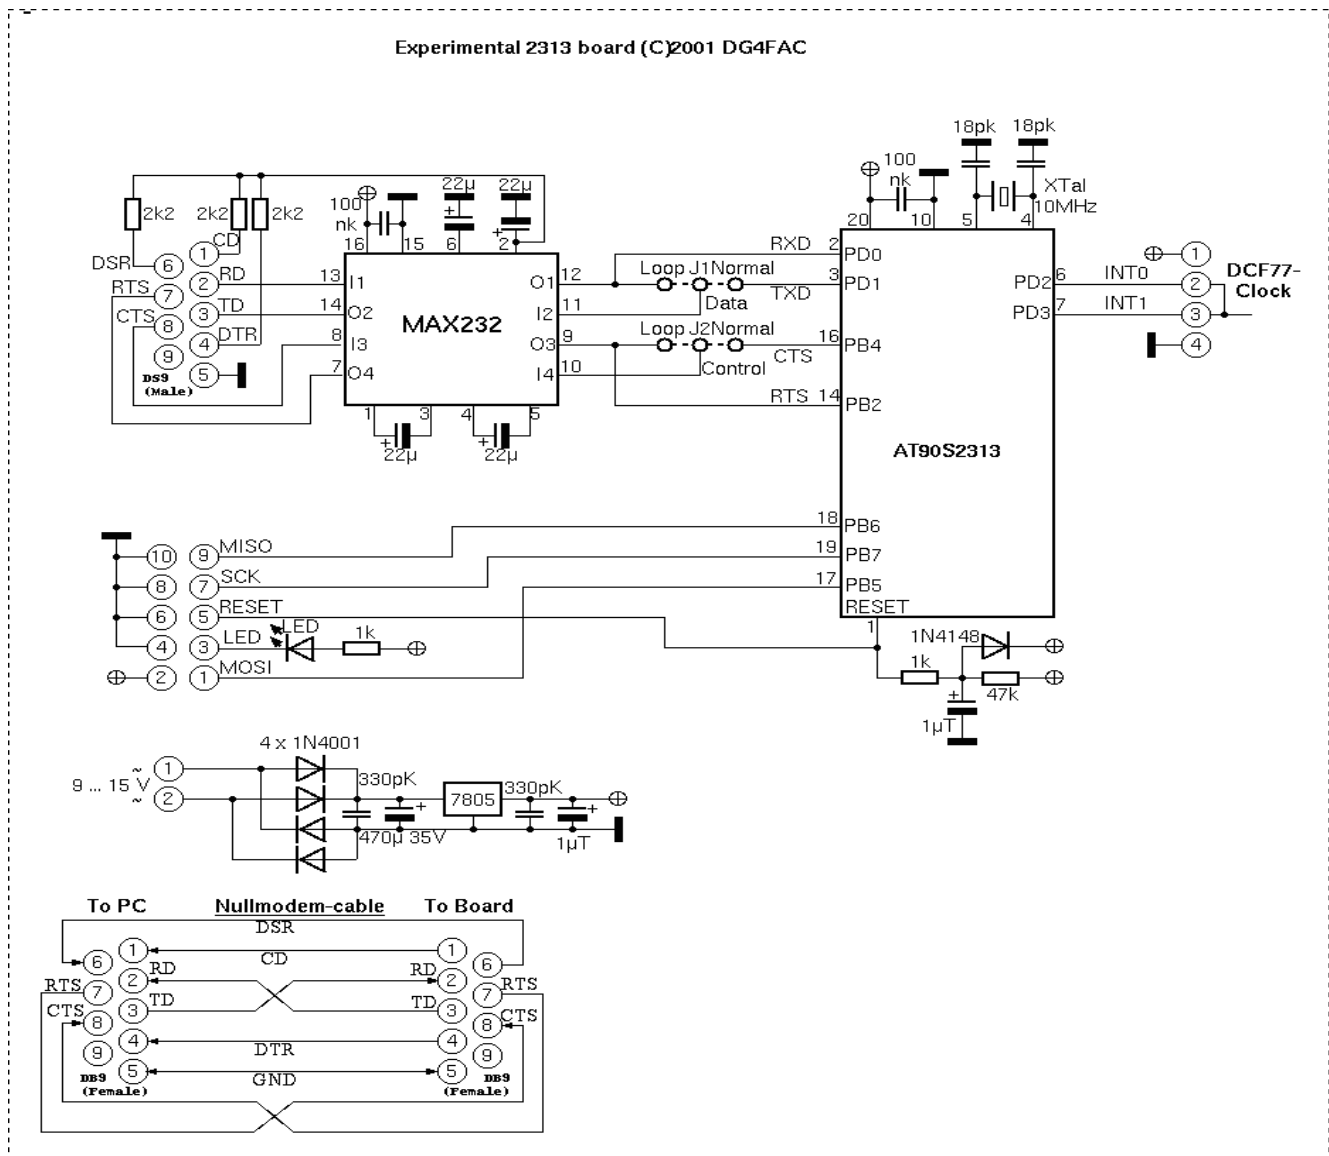 Experimental 2313 board (C)2001 DG4FAC
18pk 18pk
100 nk
XTal 10MHz
20 10 5 4
2k2 2k2 2k2
22µ 22µ
100 nk
16 15 6 2
CD
DSR 6 1
RTS 7 2 RD
CTS 8 3 TD
9 4 DTR
DS9 (Male) 5
13 I1
14 O2
8 I3
7 O4
MAX232
O1 12
I2 11
O3 9
I4 10
1 3 4 5
22µ 22µ
Loop J1Normal
Data
Loop J2Normal
Control
RXD 2 PD0
TXD 3 PD1
CTS 16 PB4
RTS 14 PB2
AT90S2313
PD2 6 INT0
PD3 7 INT1
1
2
3
4
DCF77-
Clock
18 PB6
19 PB7
17 PB5
RESET
1
10 9 MISO
8 7 SCK
6 5 RESET
4 3 LED
2 1 MOSI
LED
1k
1N4148
1k
47k
1µT
4 x 1N4001
9 ... 15 V
~ 1
~ 2
330pK
470µ 35V
7805
330pK
1µT
To PC Nullmodem-cable To Board
DSR
1 CD 1
6 6
RD 2 RD 2
RTS 7 7 RTS
TD 3 TD 3
CTS 8 8 CTS
4 DTR 4
9 9
5 GND 5
DB9 (Female) DB9 (Female)